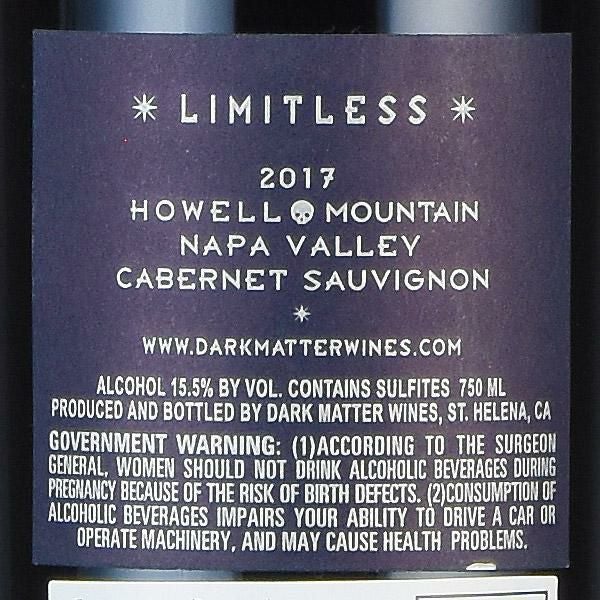 LIMITLESS
2017
HOWELL MOUNTAIN
NAPA VALLEY
CABERNET SAUVIGNON
WWW.DARKMATTERWINES.COM
ALCOHOL 15.5% BY VOL. CONTAINS SULFITES 750 ML
PRODUCED AND BOTTLED BY DARK MATTER WINES, ST. HELENA, CA
GOVERNMENT WARNING: (1)ACCORDING TO THE SURGEON
GENERAL, WOMEN SHOULD NOT DRINK ALCOHOLIC BEVERAGES DURING
PREGNANCY BECAUSE OF THE RISK OF BIRTH DEFECTS. (2)CONSUMPTION OF
ALCOHOLIC BEVERAGES IMPAIRS YOUR ABILITY TO DRIVE A CAR OR
OPERATE MACHINERY, AND MAY CAUSE HEALTH PROBLEMS.